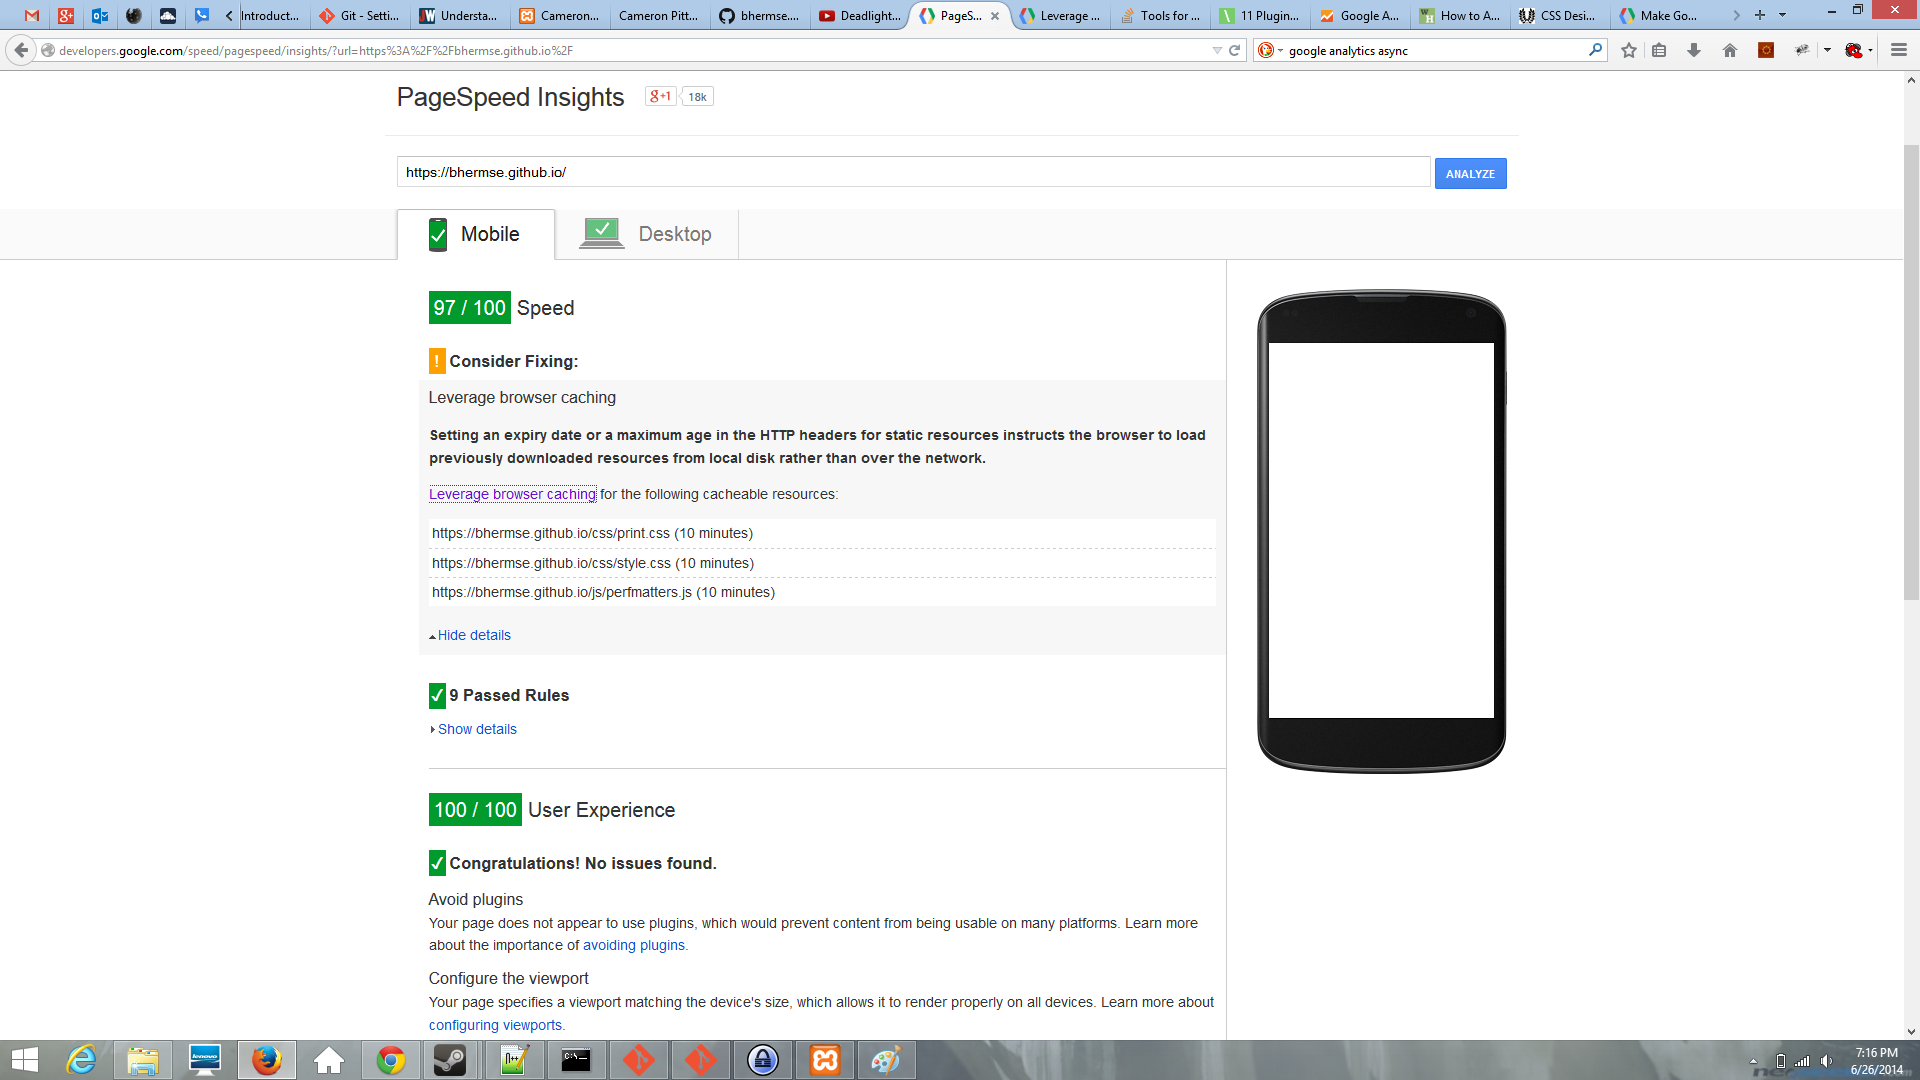 Introduct...
Git - Setti...
Understa...
Cameron...
Cameron Pitt...
bhermse....
Deadlight...
PageS...
Leverage ...
Tools for ...
11 Plugin...
Google A...
How to A...
CSS Desi...
Make Go...
developers.google.com/speed/pagespeed/insights/?url=https%3A%2F%2Fbhermse.github.io%2F
google analytics async
PageSpeed Insights
g+1
18k
https://bhermse.github.io/
ANALYZE
Mobile
Desktop
97 / 100 Speed
! Consider Fixing:
Leverage browser caching
Setting an expiry date or a maximum age in the HTTP headers for static resources instructs the browser to load
previously downloaded resources from local disk rather than over the network.
Leverage browser caching for the following cacheable resources:
https://bhermse.github.io/css/print.css (10 minutes)
https://bhermse.github.io/css/style.css (10 minutes)
https://bhermse.github.io/js/perfmatters.js (10 minutes)
Hide details
9 Passed Rules
Show details
100 / 100 User Experience
Congratulations! No issues found.
Avoid plugins
Your page does not appear to use plugins, which would prevent content from being usable on many platforms. Learn more
about the importance of avoiding plugins.
Configure the viewport
Your page specifies a viewport matching the device's size, which allows it to render properly on all devices. Learn more about
configuring viewports.
lenovo
C:\_
7:16 PM
6/26/2014